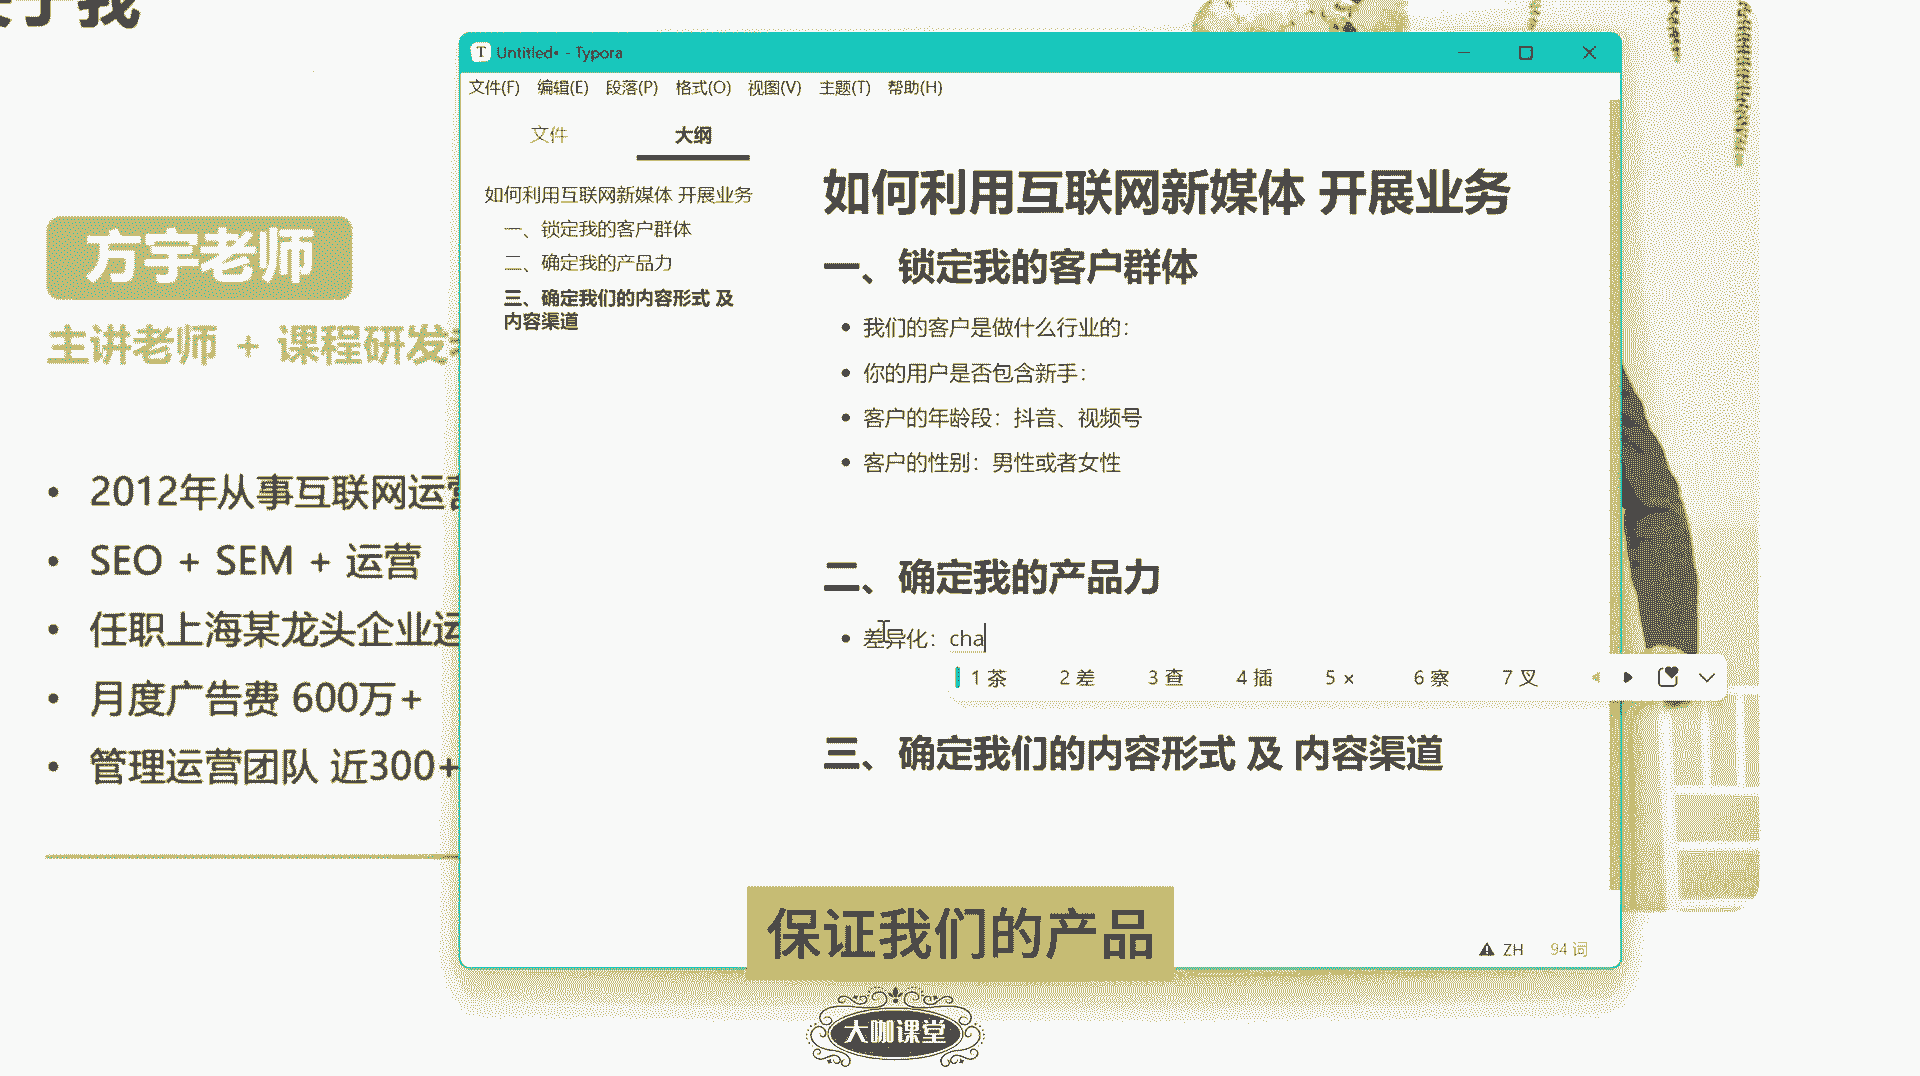 于我
方宇老师
主讲老师 + 课程研发
2012年从事互联网运营
SEO + SEM + 运营
任职上海某龙头企业运
月度广告费 600万+
管理运营团队 近300+
Untitled• - Typora
文件(F) 编辑(E) 段落(P) 格式(O) 视图(V) 主题(T) 帮助(H)
文件 大纲
如何利用互联网新媒体 开展业务
一、锁定我的客户群体
二、确定我的产品力
三、确定我们的内容形式 及
内容渠道
如何利用互联网新媒体 开展业务
一、锁定我的客户群体
我们的客户是做什么行业的：
你的用户是否包含新手：
客户的年龄段：抖音、视频号
客户的性别：男性或者女性
二、确定我的产品力
差异化：cha
1 茶 2 差 3 查 4 插 5 × 6 察 7 叉
三、确定我们的内容形式 及 内容渠道
ZH 94 词
保证我们的产品
大咖课堂